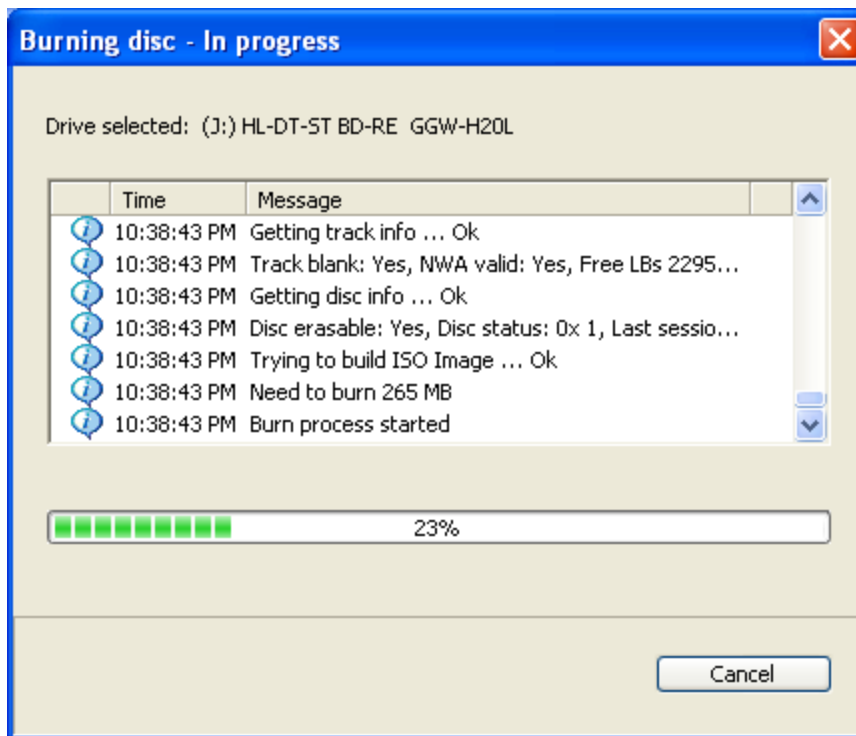 Burning disc - In progress
Drive selected: (J:) HL-DT-ST BD-RE GGW-H20L
Time Message
10:38:43 PM Getting track info ... Ok
10:38:43 PM Track blank: Yes, NWA valid: Yes, Free LBs 2295...
10:38:43 PM Getting disc info ... Ok
10:38:43 PM Disc erasable: Yes, Disc status: 0x 1, Last sessio...
10:38:43 PM Trying to build ISO Image ... Ok
10:38:43 PM Need to burn 265 MB
10:38:43 PM Burn process started
23%
Cancel